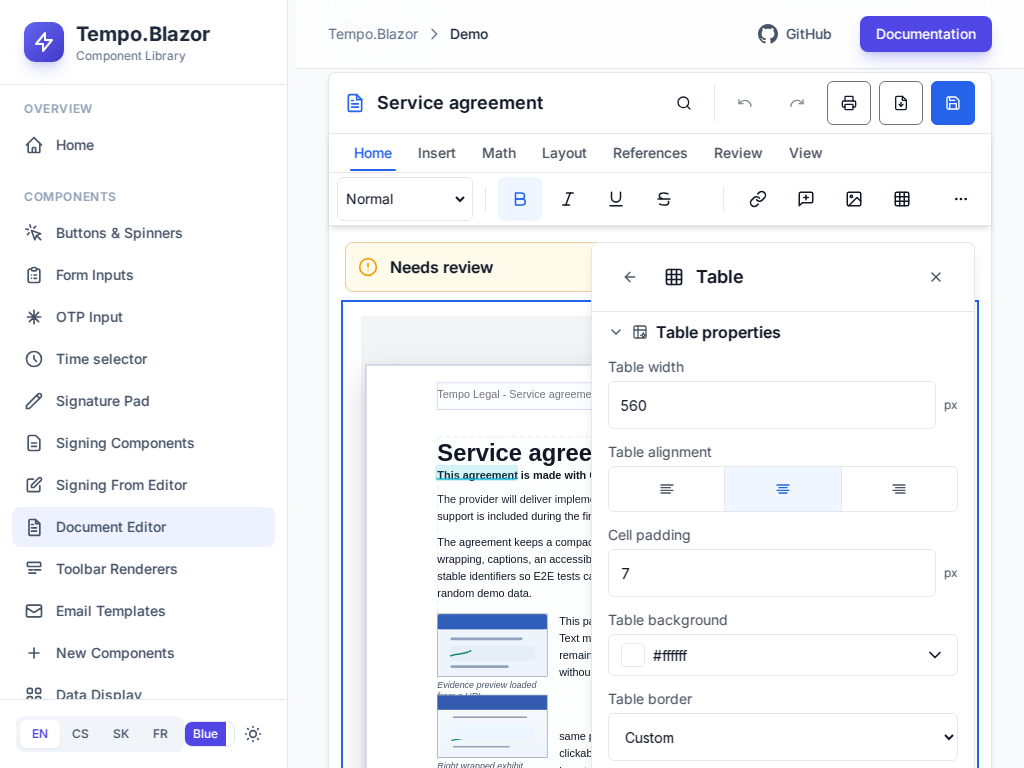 Tempo.Blazor
Component Library
OVERVIEW
Home
COMPONENTS
Buttons & Spinners
Form Inputs
OTP Input
Time selector
Signature Pad
Signing Components
Signing From Editor
Document Editor
Toolbar Renderers
Email Templates
New Components
Data Display
EN CS SK FR Blue
Tempo.Blazor > Demo
GitHub
Documentation
Service agreement
Home Insert Math Layout References Review View
Normal
B I U S
Needs review
Tempo Legal - Service agreeme
Service agree
This agreement is made with
The provider will deliver implem
support is included during the fir
The agreement keeps a compac
wrapping, captions, an accessib
stable identifiers so E2E tests ca
random demo data.
This pa
Text m
remain
withou
Evidence preview loaded
same p
clickab
Right wrapped exhibit
Table
Table properties
Table width
560 px
Table alignment
Cell padding
7 px
Table background
#ffffff
Table border
Custom